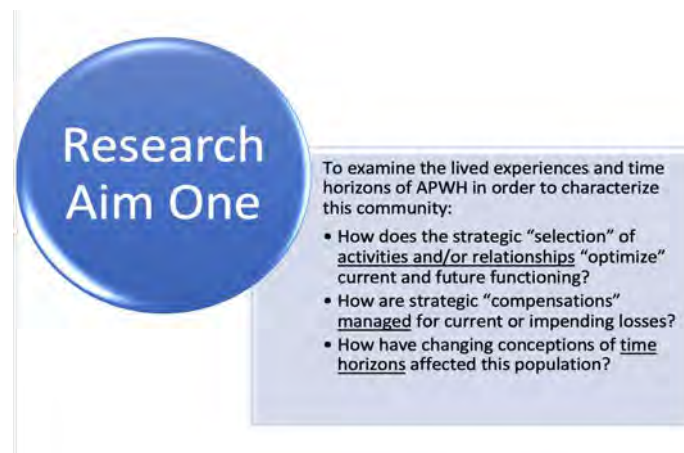 Research
Aim One
To examine the lived experiences and time
horizons of APWH in order to characterize
this community:
• How does the strategic “selection” of
activities and/or relationships “optimize”
current and future functioning?
• How are strategic “compensations”
managed for current or impending losses?
• How have changing conceptions of time
horizons affected this population?